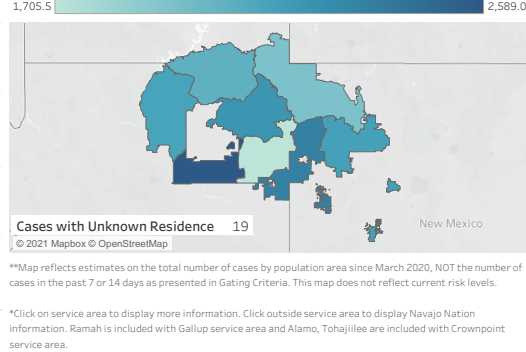 1,705.5 2,589.0
New Mexico
Cases with Unknown Residence 19
© 2021 Mapbox © OpenStreetMap
**Map reflects estimates on the total number of cases by population area since March 2020, NOT the number of
cases in the past 7 or 14 days as presented in Gating Criteria. This map does not reflect current risk levels.
*Click on service area to display more information. Click outside service area to display Navajo Nation
information. Ramah is included with Gallup service area and Alamo, Tohajiilee are included with Crownpoint
service area.